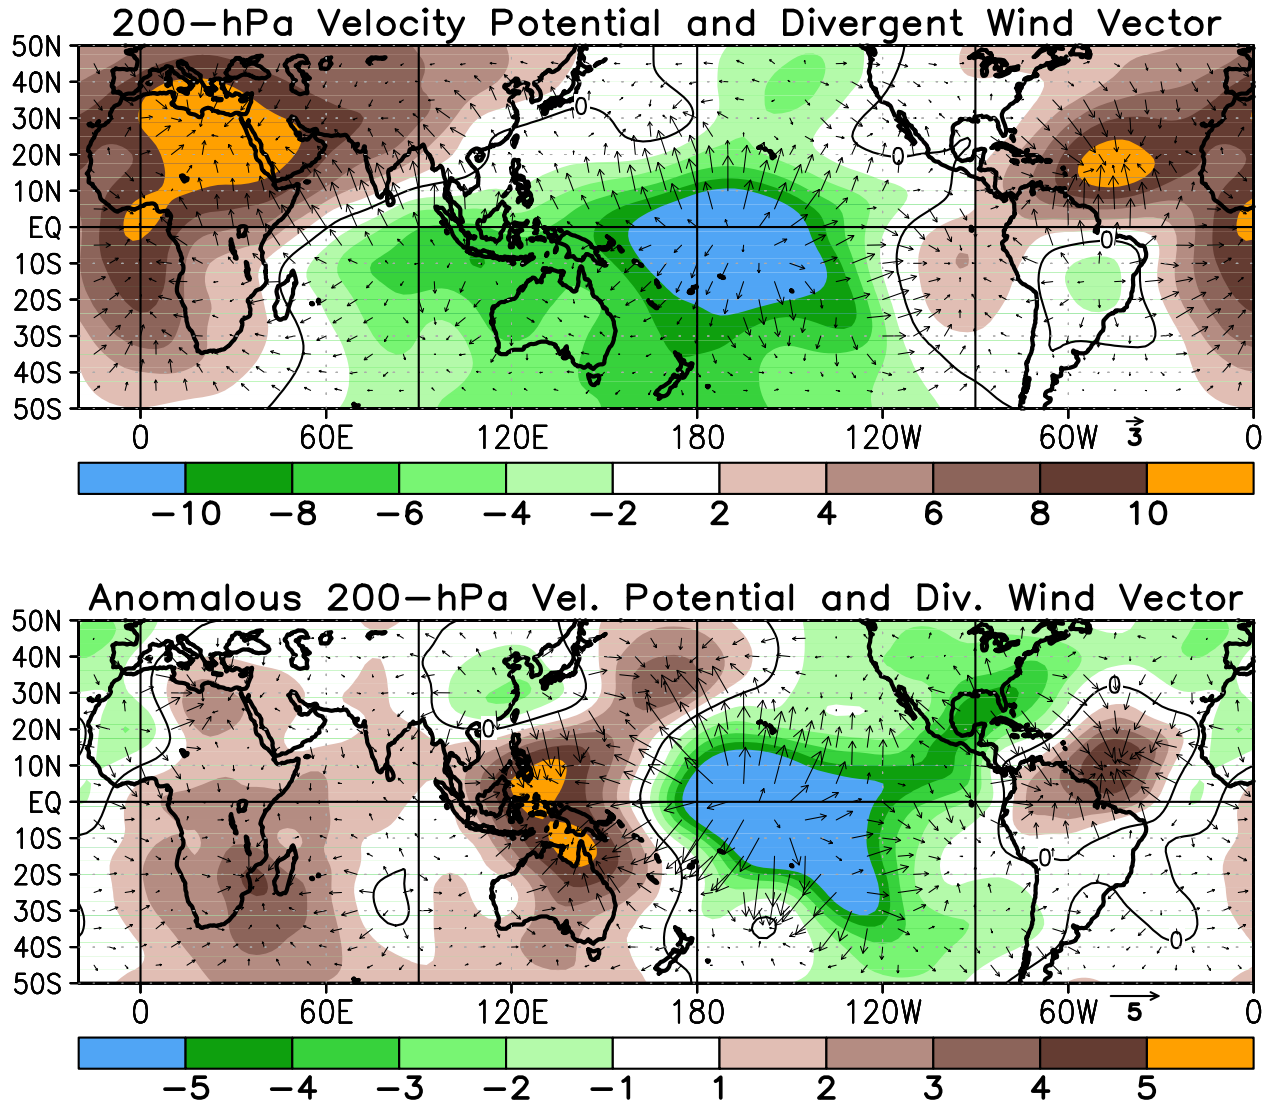 200-hPa Velocity Potential and Divergent Wind Vector
50N
40N
30N
20N
10N
EQ
10S
20S
30S
40S
50S
0
0
0
0 60E 120E 180 120W 60W 3 0
-10 -8 -6 -4 -2 2 4 6 8 10
Anomalous 200-hPa Vel. Potential and Div. Wind Vector
50N
40N
30N
20N
10N
EQ
10S
20S
30S
40S
50S
0
0
0
0
0 60E 120E 180 120W 60W 5 0
-5 -4 -3 -2 -1 1 2 3 4 5